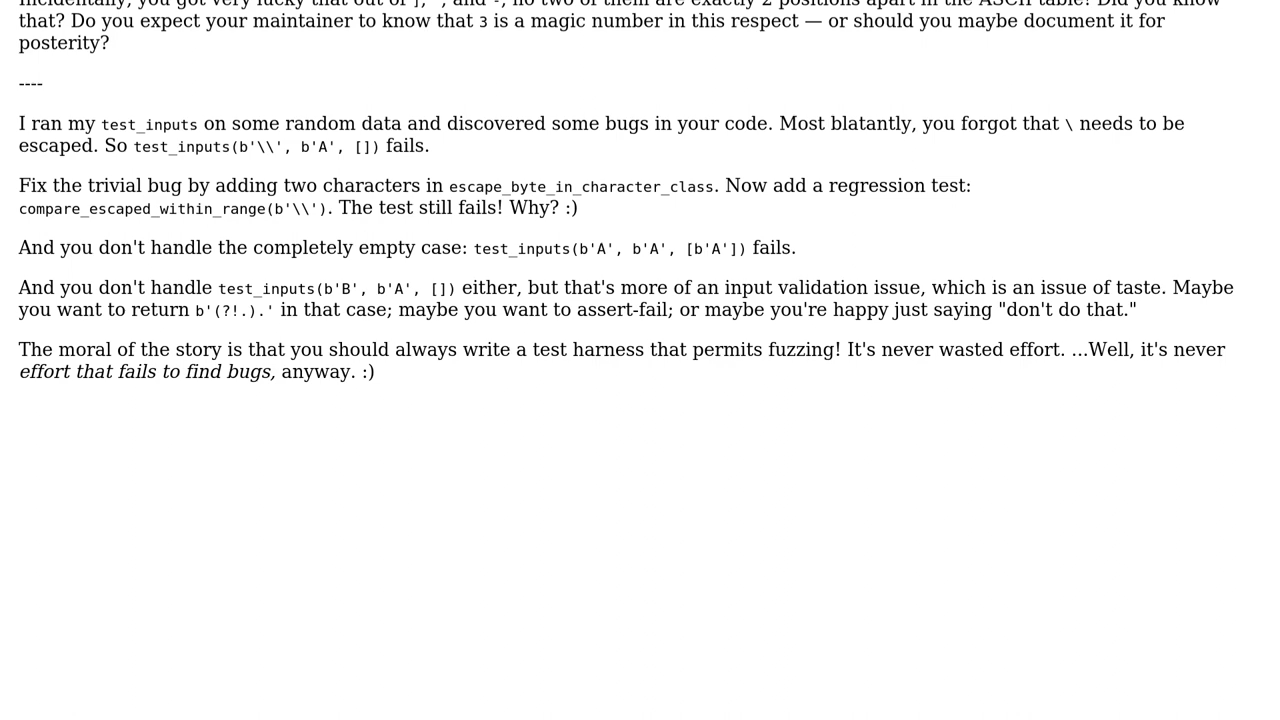 that? Do you expect your maintainer to know that 3 is a magic number in this respect — or should you maybe document it for
posterity?
----
I ran my test_inputs on some random data and discovered some bugs in your code. Most blatantly, you forgot that \ needs to be
escaped. So test_inputs(b'\\', b'A', []) fails.
Fix the trivial bug by adding two characters in escape_byte_in_character_class. Now add a regression test:
compare_escaped_within_range(b'\\'). The test still fails! Why? :)
And you don't handle the completely empty case: test_inputs(b'A', b'A', [b'A']) fails.
And you don't handle test_inputs(b'B', b'A', []) either, but that's more of an input validation issue, which is an issue of taste. Maybe
you want to return b'(?!.).' in that case; maybe you want to assert-fail; or maybe you're happy just saying "don't do that."
The moral of the story is that you should always write a test harness that permits fuzzing! It's never wasted effort. ...Well, it's never
effort that fails to find bugs, anyway. :)